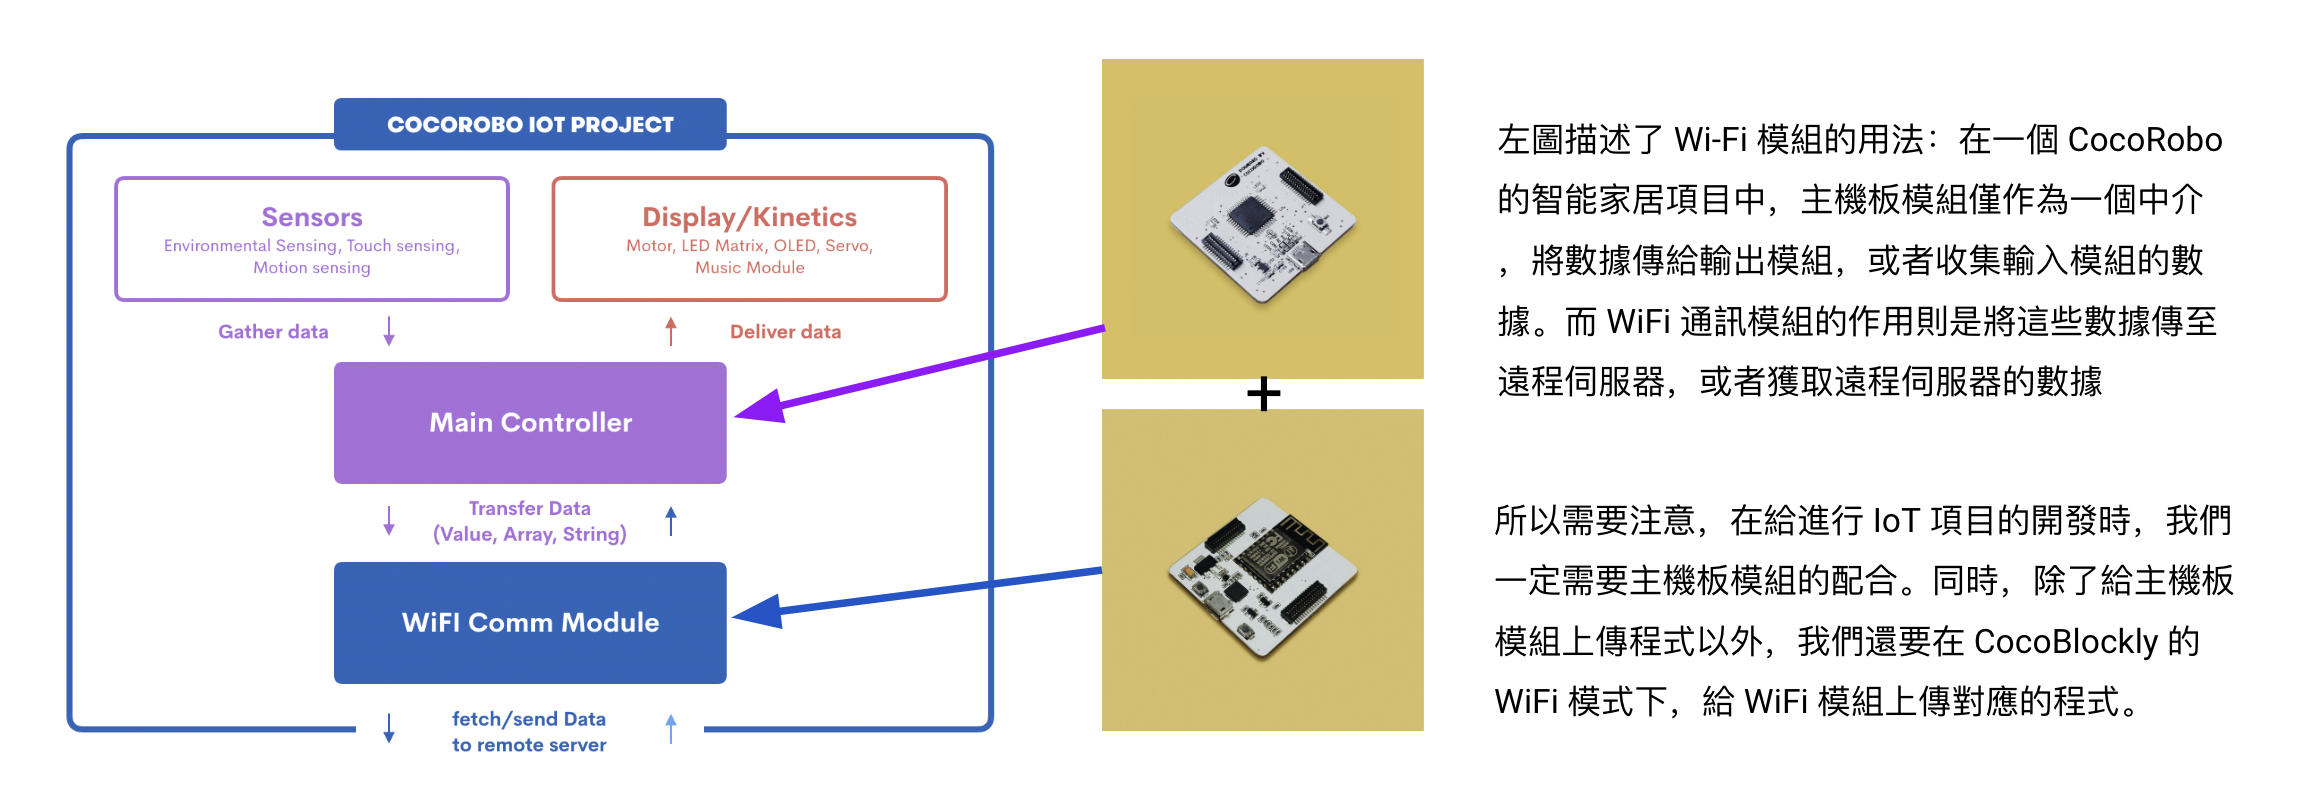 COCOROBO IOT PROJECT
Sensors
Environmental Sensing, Touch sensing,
Motion sensing
Display/Kinetics
Motor, LED Matrix, OLED, Servo,
Music Module
Gather data
Deliver data
Main Controller
Transfer Data
(Value, Array, String)
WiFI Comm Module
fetch/send Data
to remote server
+
左圖描述了 Wi-Fi 模組的用法：在一個 CocoRobo
的智能家居項目中，主機板模組僅作為一個中介
，將數據傳給輸出模組，或者收集輸入模組的數
據。而 WiFi 通訊模組的作用則是將這些數據傳至
遠程伺服器，或者獲取遠程伺服器的數據
所以需要注意，在給進行 IoT 項目的開發時，我們
一定需要主機板模組的配合。同時，除了給主機板
模組上傳程式以外，我們還要在 CocoBlockly 的
WiFi 模式下，給 WiFi 模組上傳對應的程式。